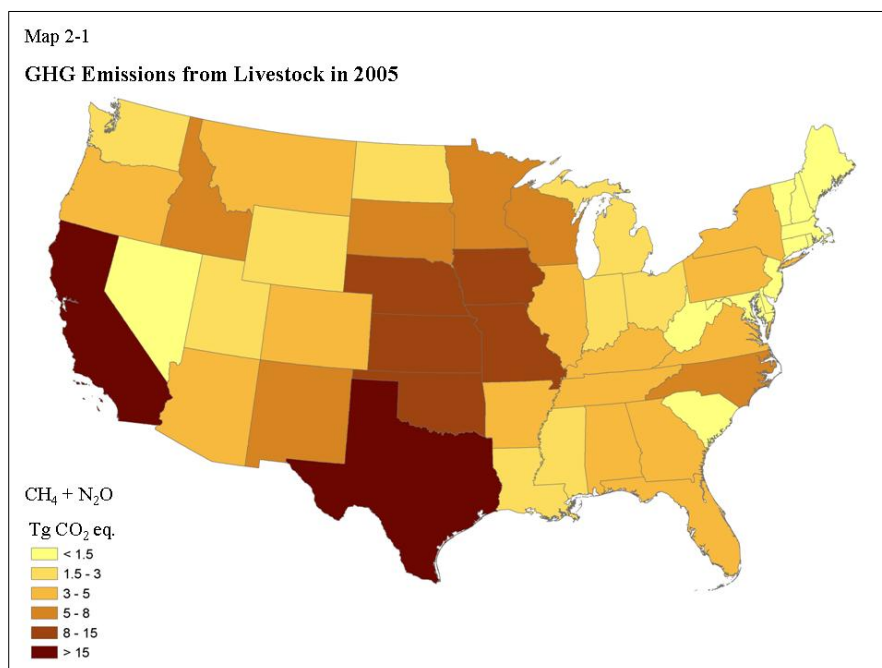 Map 2-1
GHG Emissions from Livestock in 2005
CH₄ + N₂O
Tg CO₂ eq.
< 1.5
1.5 - 3
3 - 5
5 - 8
8 - 15
> 15